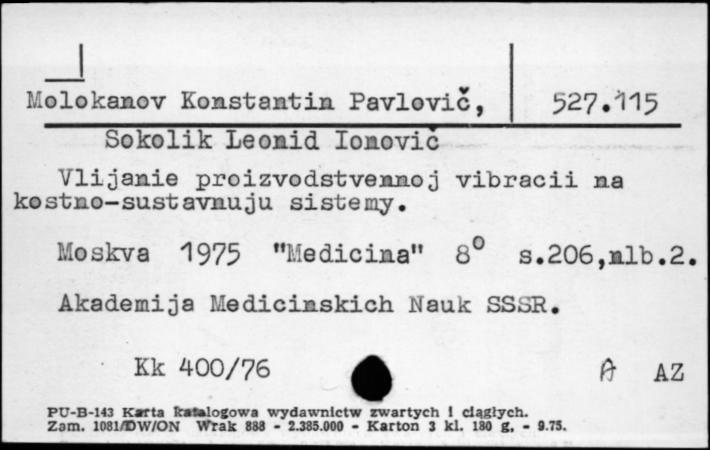 Molokanov Konstantin Pavlovič, 527.115
Sokolik Leonid Ionovič
Vlijanie proizvodstvennoj vibracii na
kostno-sustavnuju sistemy.
Moskva 1975 "Medicina" 8º s.206,nlb.2.
Akademija Medicinskich Nauk SSSR.
Kk 400/76 A AZ
PU-B-143 Karta katalogowa wydawnictw zwartych i ciągłych.
Zam. 1081/DW/ON Wrak 888 - 2.385.000 - Karton 3 kl. 180 g. - 9.75.